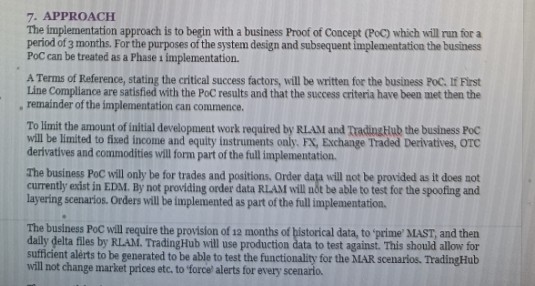 7. APPROACH
The implementation approach is to begin with a business Proof of Concept (PoC) which will run for a
period of 3 months. For the purposes of the system design and subsequent implementation the business
PoC can be treated as a Phase 1 implementation.
A Terms of Reference, stating the critical success factors, will be written for the business PoC. If First
Line Compliance are satisfied with the PoC results and that the success criteria have been met then the
remainder of the implementation can commence.
To limit the amount of initial development work required by RLAM and TradingHub the business PoC
will be limited to fixed income and equity instruments only. FX, Exchange Traded Derivatives, OTC
derivatives and commodities will form part of the full implementation.
The business PoC will only be for trades and positions. Order data will not be provided as it does not
currently exist in EDM. By not providing order data RLAM will not be able to test for the spoofing and
layering scenarios. Orders will be implemented as part of the full implementation.
The business PoC will require the provision of 12 months of historical data, to 'prime' MAST, and then
daily delta files by RLAM. TradingHub will use production data to test against. This should allow for
sufficient alerts to be generated to be able to test the functionality for the MAR scenarios. TradingHub
will not change market prices etc. to 'force' alerts for every scenario.